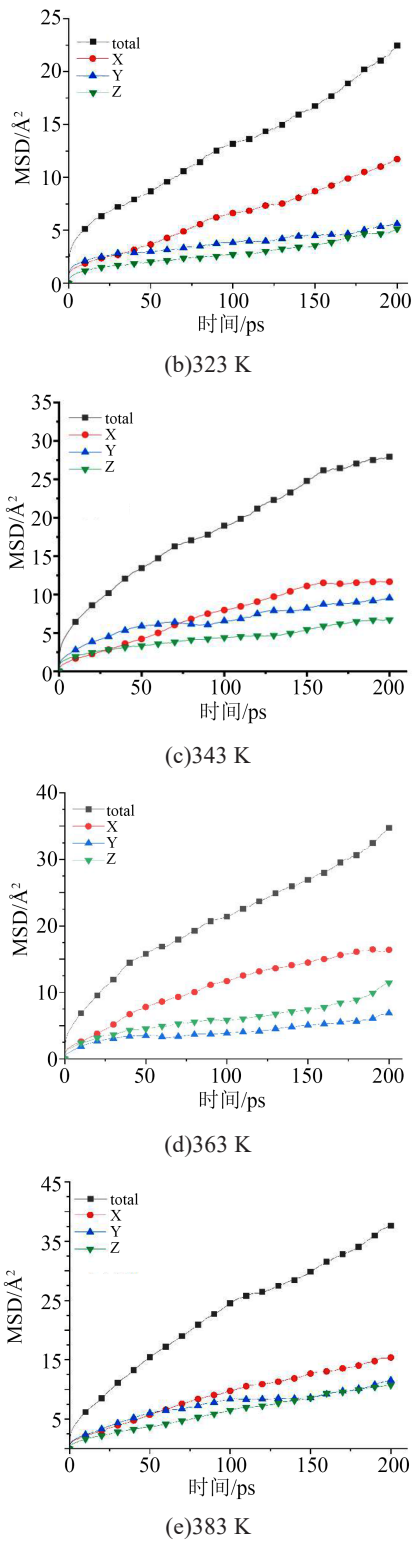 25
20
15
10
5
0
MSD/Å²
total
X
Y
Z
0
50
100
150
200
时间/ps
(b)323 K
35
30
25
20
15
10
5
0
MSD/Å²
total
X
Y
Z
0
50
100
150
200
时间/ps
(c)343 K
40
30
20
10
0
MSD/Å²
total
X
Y
Z
0
50
100
150
200
时间/ps
(d)363 K
45
35
25
15
5
MSD/Å²
total
X
Y
Z
0
50
100
150
200
时间/ps
(e)383 K